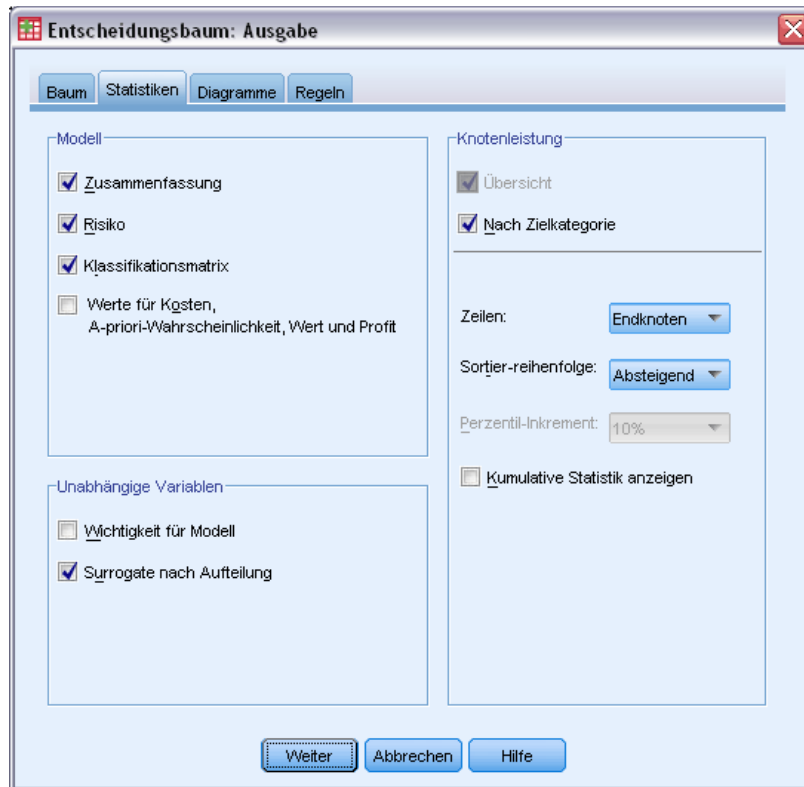 Entscheidungsbaum: Ausgabe
Baum Statistiken Diagramme Regeln
Modell
Zusammenfassung
Risiko
Klassifikationsmatrix
Werte für Kosten,
A-priori-Wahrscheinlichkeit, Wert und Profit
Unabhängige Variablen
Wichtigkeit für Modell
Surrogate nach Aufteilung
Knotenleistung
Übersicht
Nach Zielkategorie
Zeilen: Endknoten
Sortier-reihenfolge: Absteigend
Perzentil-Inkrement: 10%
Kumulative Statistik anzeigen
Weiter Abbrechen Hilfe